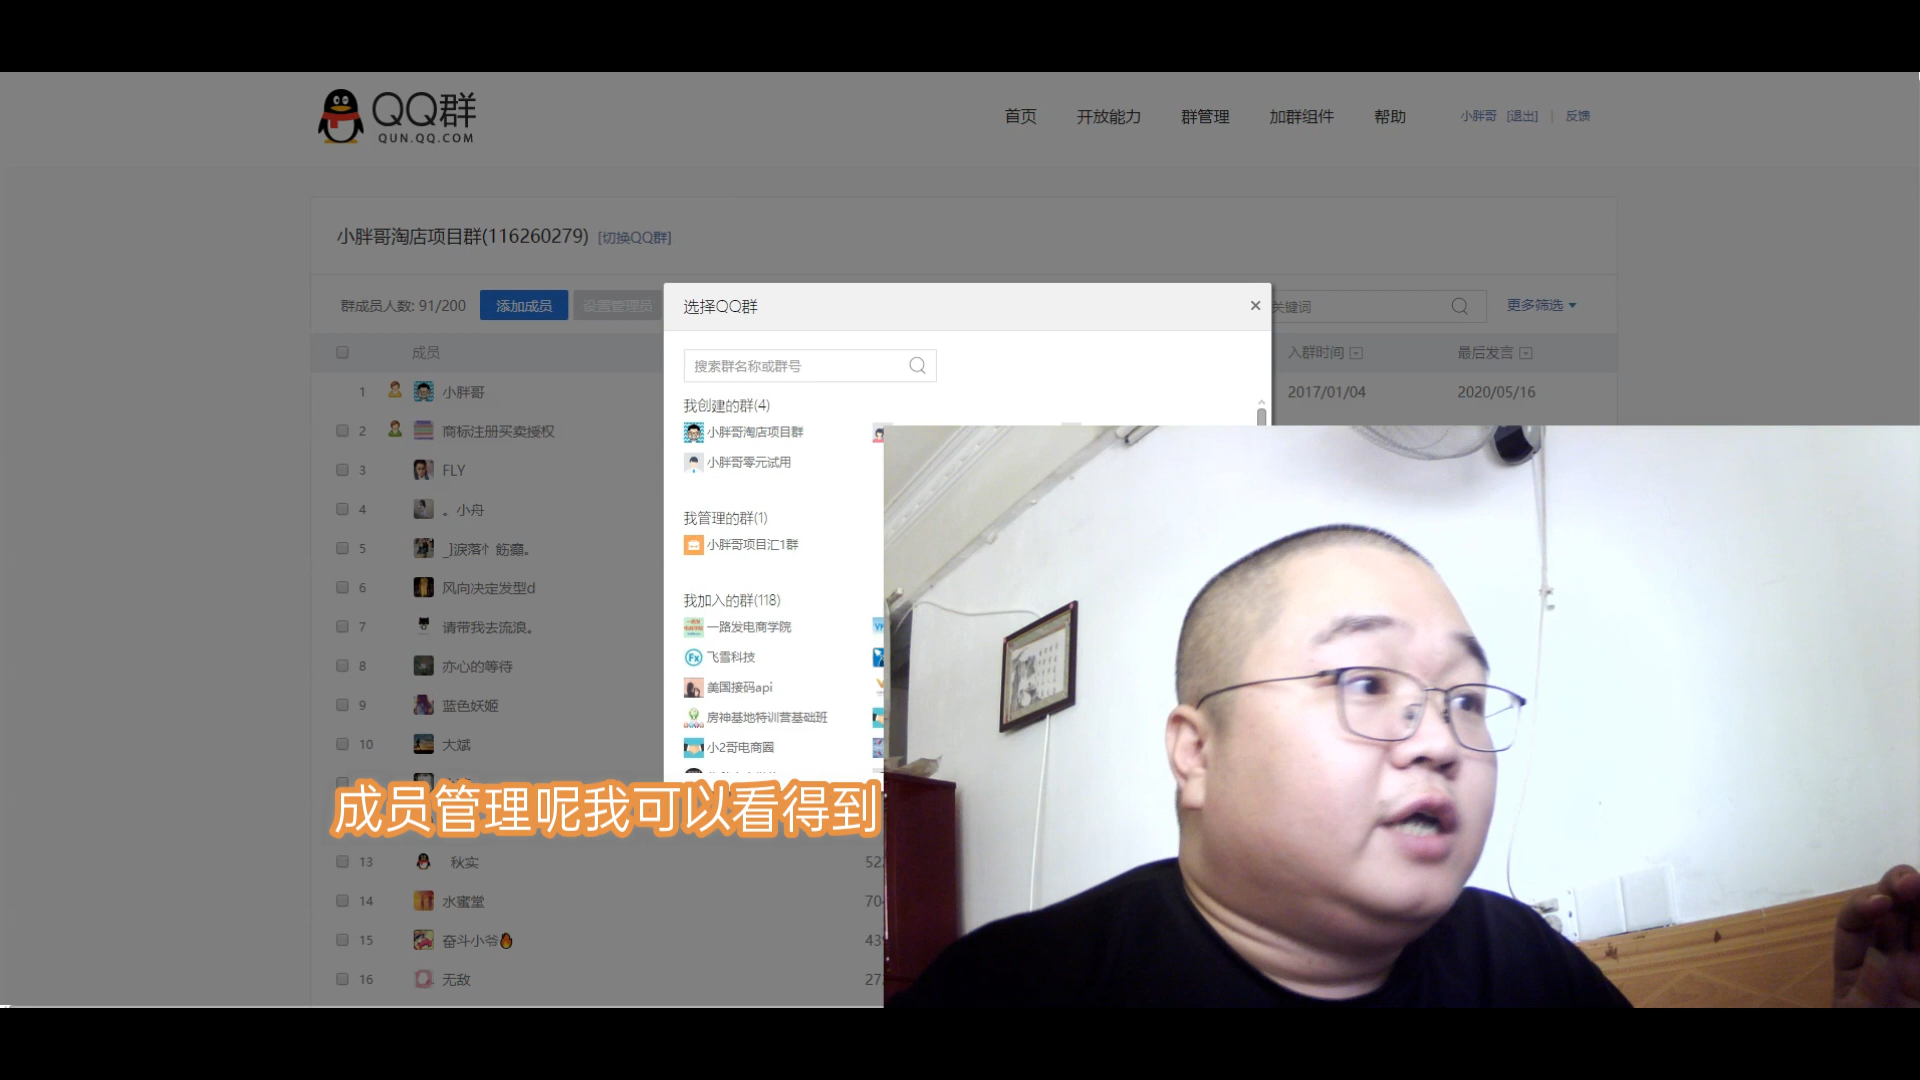 QQ群
QUN.QQ.COM
首页 开放能力 群管理 加群组件 帮助 小胖哥 [退出] | 反馈
小胖哥淘店项目群(116260279) [切换QQ群]
群成员人数: 91/200 添加成员 设置管理员
关键词 更多筛选
成员 入群时间 最后发言
1 小胖哥 2017/01/04 2020/05/16
2 商标注册买卖授权
3 FLY
4 。小舟
5
6 风向决定发型d
7 请带我去流浪。
8 亦心的等待
9 蓝色妖姬
10 大斌
13 秋实 52
14 水蜜堂 70
15 奋斗小爷 43
16 无敌 27
选择QQ群
搜索群名称或群号
我创建的群(4)
小胖哥淘店项目群
小胖哥零元试用
我管理的群(1)
小胖哥项目汇1群
我加入的群(118)
一路发电商学院
飞雪科技
美国接码api
房神基地特训营基础班
小2哥电商圈
成员管理呢我可以看得到